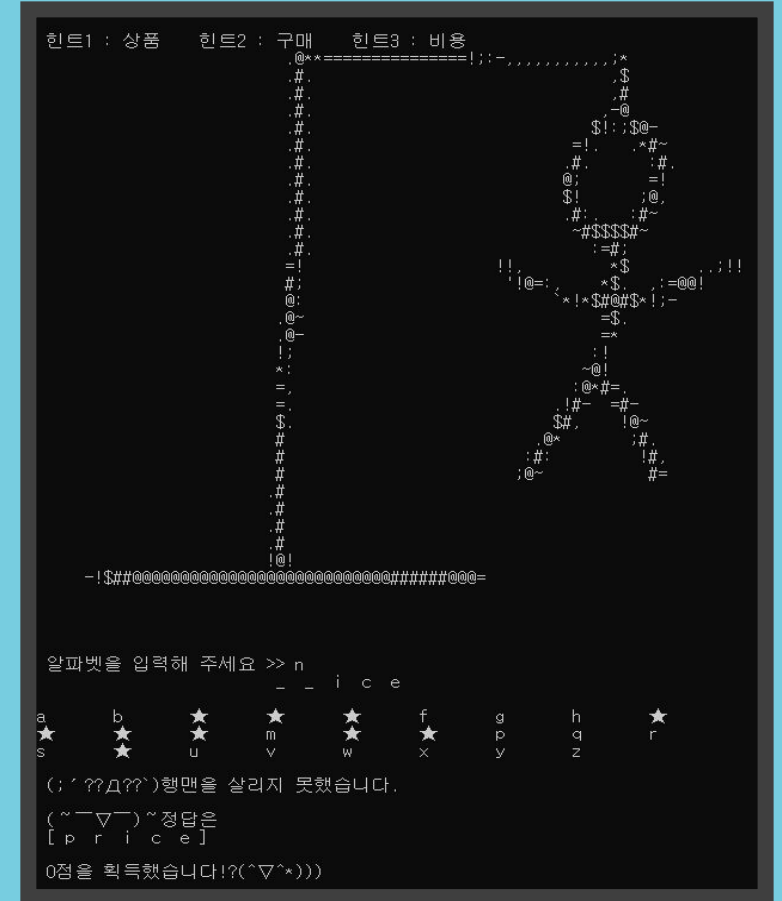 힌트1 : 상품 힌트2 : 구매 힌트3 : 비용
알파벳을 입력해 주세요 >> n
_ _ i c e
a b ★ ★ ★ f g h ★
★ ★ ★ m ★ ★ p q r
s ★ u v w x y z
(;´??Д??`)행맨을 살리지 못했습니다.
(~￣▽￣)~정답은
[ p r i c e ]
0점을 획득했습니다!?(^▽^*)))